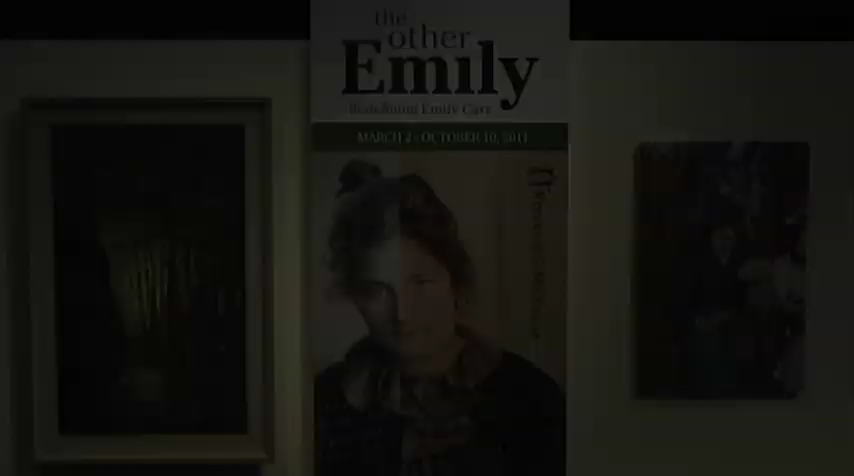 the
other
Emily
Redefining Emily Carr
MARCH 2 - OCTOBER 10, 2011